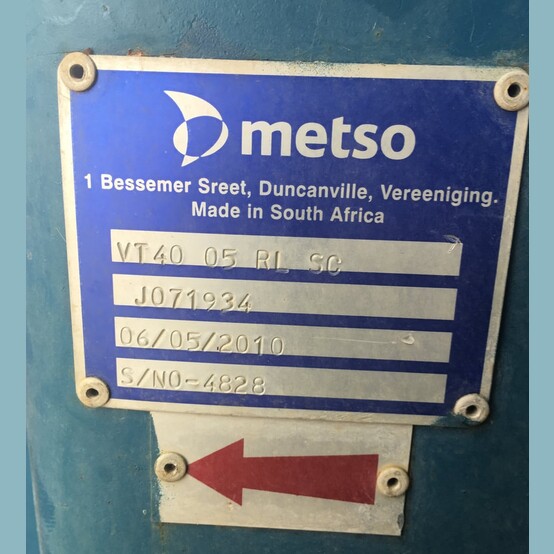 metso
1 Bessemer Sreet, Duncanville, Vereeniging.
Made in South Africa
VT40 05 RL SC
J071934
06/05/2010
S/NO-4828